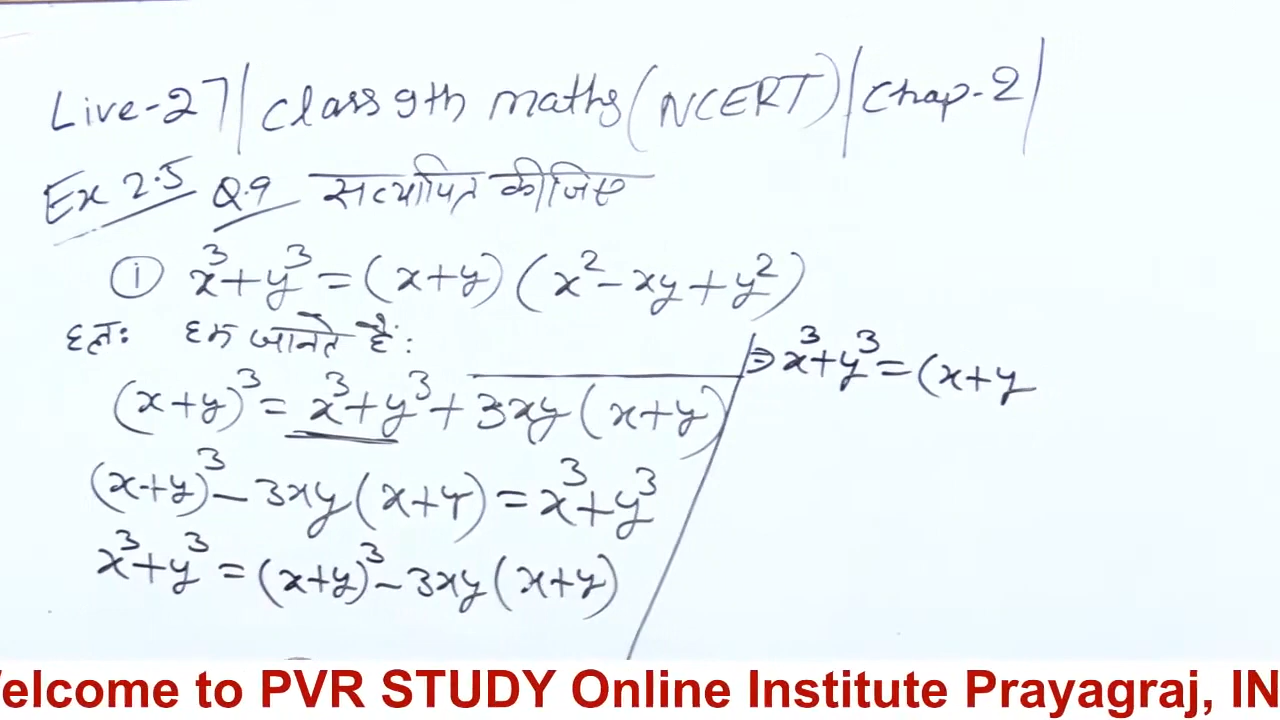 Live-27| Class 9th maths (NCERT) | Chap-2 |
Ex 2.5 Q.9 सत्यापित कीजिए
(i) x³+y³ = (x+y) (x²-xy+y²)
हलः हम जानते है:
(x+y)³ = x³+y³+3xy(x+y)
(x+y)³-3xy(x+y) = x³+y³
x³+y³ = (x+y)³-3xy(x+y)
⇒ x³+y³ = (x+y
Welcome to PVR STUDY Online Institute Prayagraj, IN